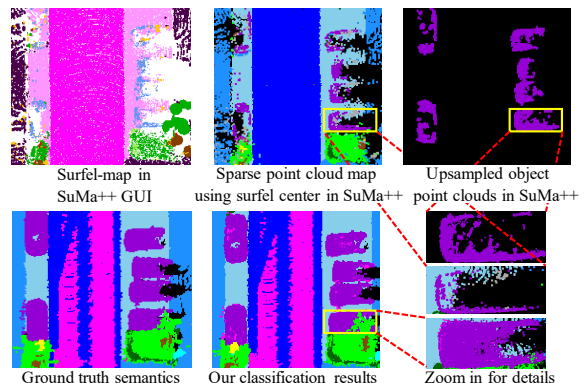 Surfel-map in
SuMa++ GUI
Sparse point cloud map
using surfel center in SuMa++
Upsampled object
point clouds in SuMa++
Ground truth semantics
Our classification results
Zoom in for details